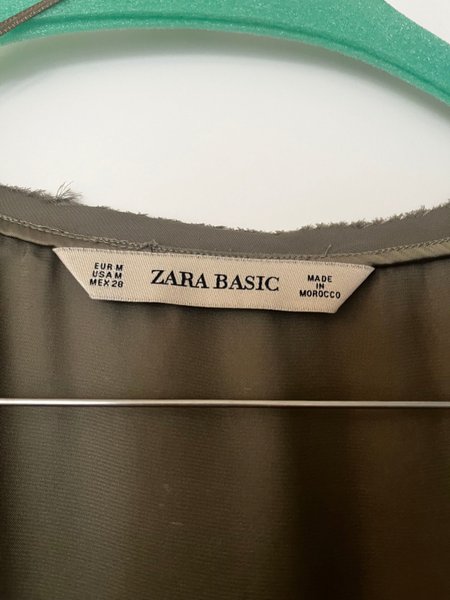 EUR M
USA M
MEX 28
ZARA BASIC
MADE
IN
MOROCCO